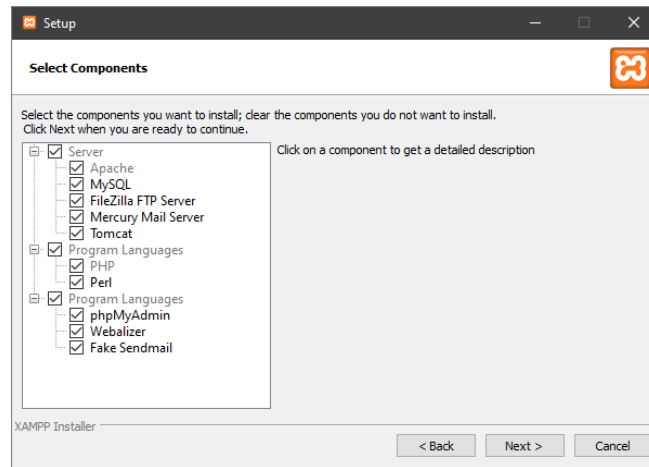 Setup
Select Components
Select the components you want to install; clear the components you do not want to install.
Click Next when you are ready to continue.
Server
Apache
MySQL
FileZilla FTP Server
Mercury Mail Server
Tomcat
Program Languages
PHP
Perl
Program Languages
phpMyAdmin
Webalizer
Fake Sendmail
Click on a component to get a detailed description
XAMPP Installer
< Back
Next >
Cancel